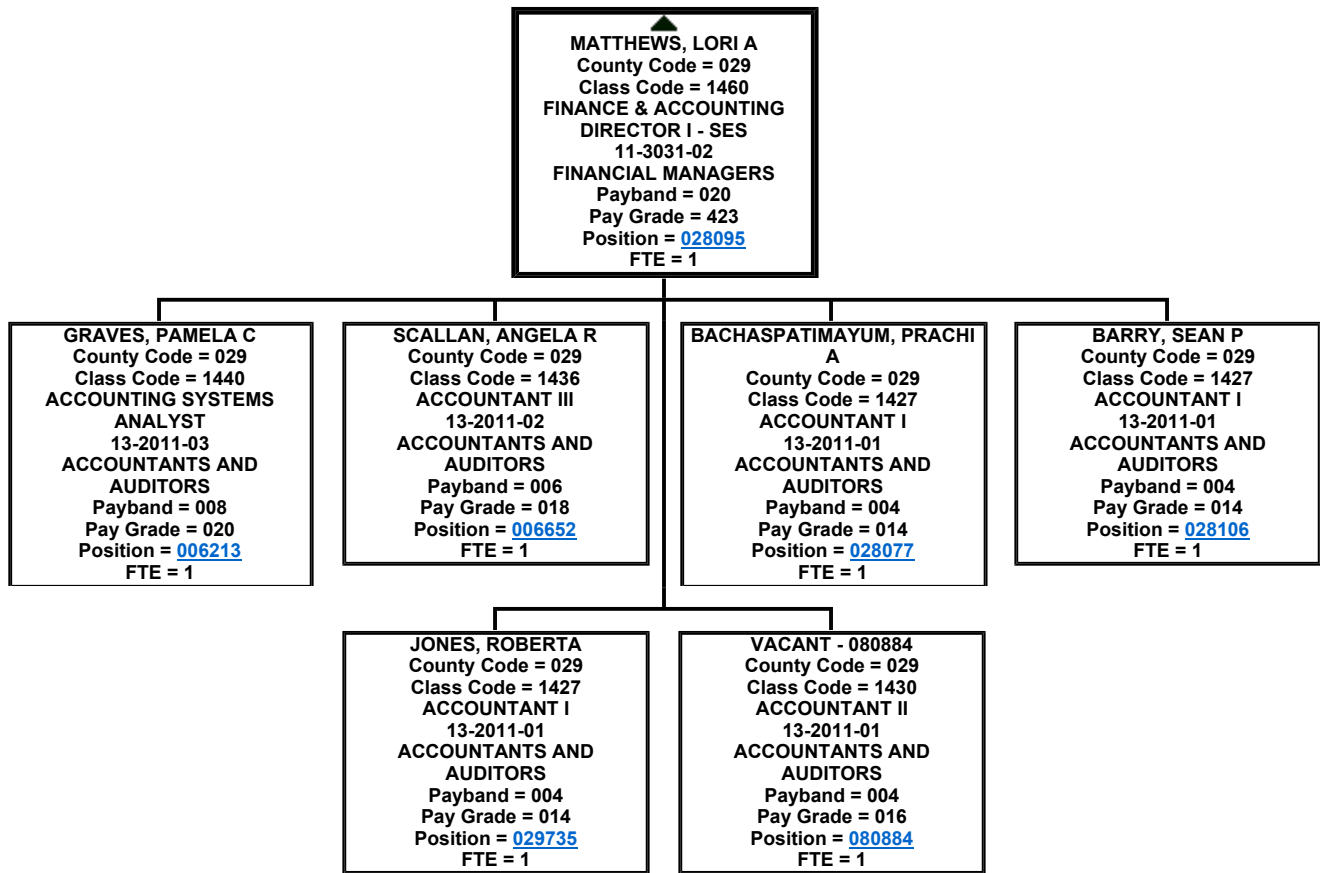 MATTHEWS, LORI A
County Code = 029
Class Code = 1460
FINANCE & ACCOUNTING
DIRECTOR I - SES
11-3031-02
FINANCIAL MANAGERS
Payband = 020
Pay Grade = 423
Position = 028095
FTE = 1
GRAVES, PAMELA C
County Code = 029
Class Code = 1440
ACCOUNTING SYSTEMS
ANALYST
13-2011-03
ACCOUNTANTS AND
AUDITORS
Payband = 008
Pay Grade = 020
Position = 006213
FTE = 1
SCALLAN, ANGELA R
County Code = 029
Class Code = 1436
ACCOUNTANT III
13-2011-02
ACCOUNTANTS AND
AUDITORS
Payband = 006
Pay Grade = 018
Position = 006652
FTE = 1
BACHASPATIMAYUM, PRACHI
A
County Code = 029
Class Code = 1427
ACCOUNTANT I
13-2011-01
ACCOUNTANTS AND
AUDITORS
Payband = 004
Pay Grade = 014
Position = 028077
FTE = 1
BARRY, SEAN P
County Code = 029
Class Code = 1427
ACCOUNTANT I
13-2011-01
ACCOUNTANTS AND
AUDITORS
Payband = 004
Pay Grade = 014
Position = 028106
FTE = 1
JONES, ROBERTA
County Code = 029
Class Code = 1427
ACCOUNTANT I
13-2011-01
ACCOUNTANTS AND
AUDITORS
Payband = 004
Pay Grade = 014
Position = 029735
FTE = 1
VACANT - 080884
County Code = 029
Class Code = 1430
ACCOUNTANT II
13-2011-01
ACCOUNTANTS AND
AUDITORS
Payband = 004
Pay Grade = 016
Position = 080884
FTE = 1